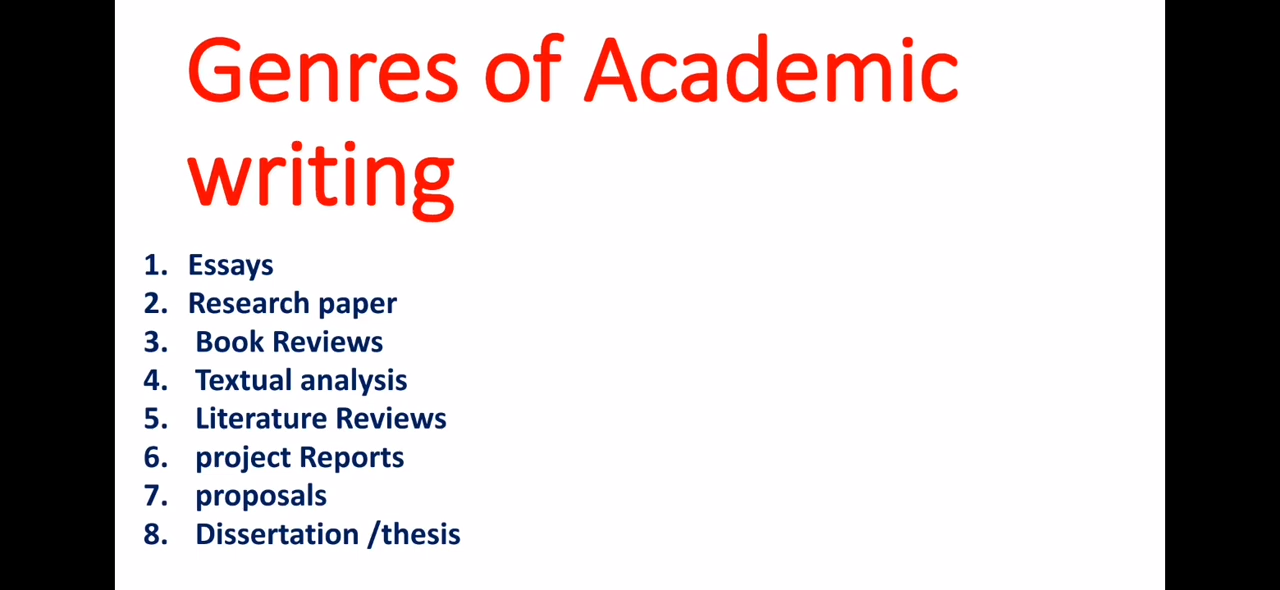 Genres of Academic
writing
1. Essays
2. Research paper
3. Book Reviews
4. Textual analysis
5. Literature Reviews
6. project Reports
7. proposals
8. Dissertation /thesis